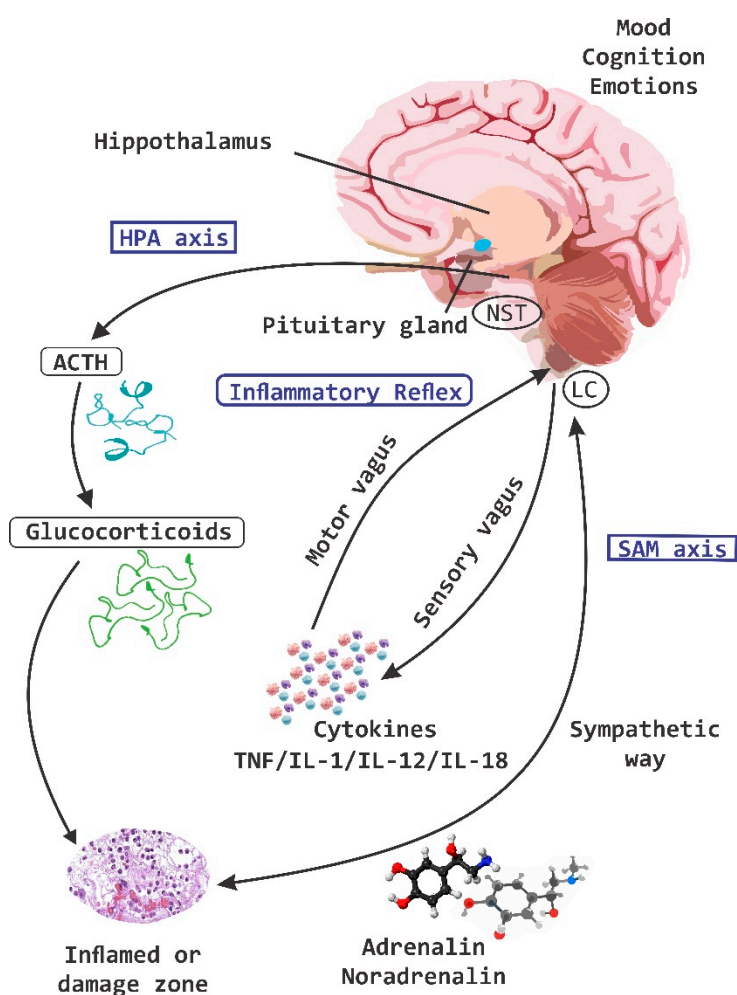 Mood
Cognition
Emotions
Hippothalamus
HPA axis
Pituitary gland
NST
ACTH
Inflammatory Reflex
LC
Motor vagus
Sensory vagus
Glucocorticoids
SAM axis
Cytokines
TNF/IL-1/IL-12/IL-18
Sympathetic
way
Inflamed or
damage zone
Adrenalin
Noradrenalin